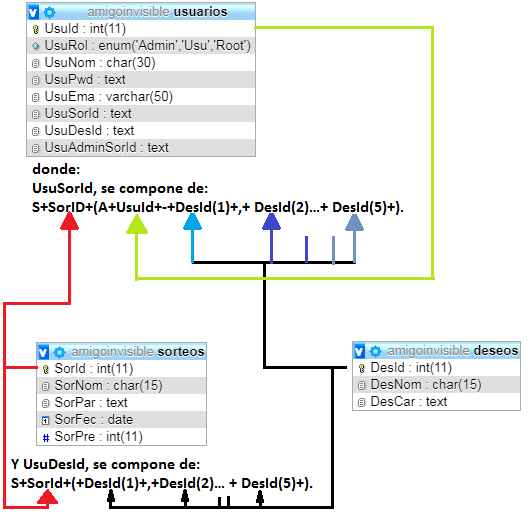 amigoinvisible usuarios
UsuId : int(11)
UsuRol : enum('Admin','Usu','Root')
UsuNom : char(30)
UsuPwd : text
UsuEma : varchar(50)
UsuSorId : text
UsuDesId : text
UsuAdminSorId : text
donde:
UsuSorId, se compone de:
S+SorID+(A+UsuId+-+DesId(1)+,+ DesId(2)...+ DesId(5)+).
amigoinvisible sorteos
SorId : int(11)
SorNom : char(15)
SorPar : text
SorFec : date
SorPre : int(11)
amigoinvisible deseos
DesId : int(11)
DesNom : char(15)
DesCar : text
Y UsuDesId, se compone de:
S+SorId+(+DesId(1)+,+DesId(2)... + DesId(5)+).